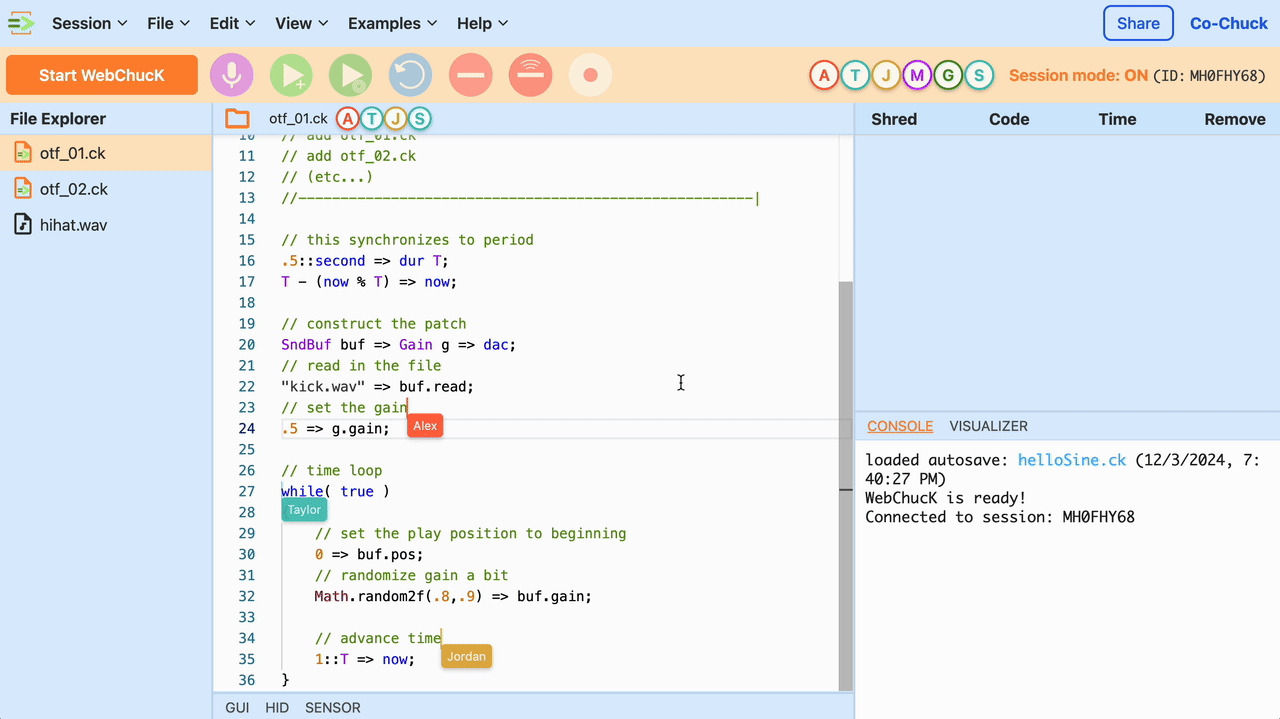 Session File Edit View Examples Help Share Co-Chuck
Start WebChucK A T J M G S Session mode: ON (ID: MH0FHY68)
File Explorer
otf_01.ck
otf_02.ck
hihat.wav
otf_01.ck A T J S
10 // add otf_01.ck
11 // add otf_02.ck
12 // (etc...)
13 //------------------------------------------------------|
14
15 // this synchronizes to period
16 .5::second => dur T;
17 T - (now % T) => now;
18
19 // construct the patch
20 SndBuf buf => Gain g => dac;
21 // read in the file
22 "kick.wav" => buf.read;
23 // set the gain
24 .5 => g.gain;
Alex
25
26 // time loop
27 while( true )
28
Taylor
29 // set the play position to beginning
30 0 => buf.pos;
31 // randomize gain a bit
32 Math.random2f(.8,.9) => buf.gain;
33
34 // advance time
35 1::T => now;
Jordan
36 }
GUI HID SENSOR
Shred Code Time Remove
CONSOLE VISUALIZER
loaded autosave: helloSine.ck (12/3/2024, 7:
40:27 PM)
WebChucK is ready!
Connected to session: MH0FHY68